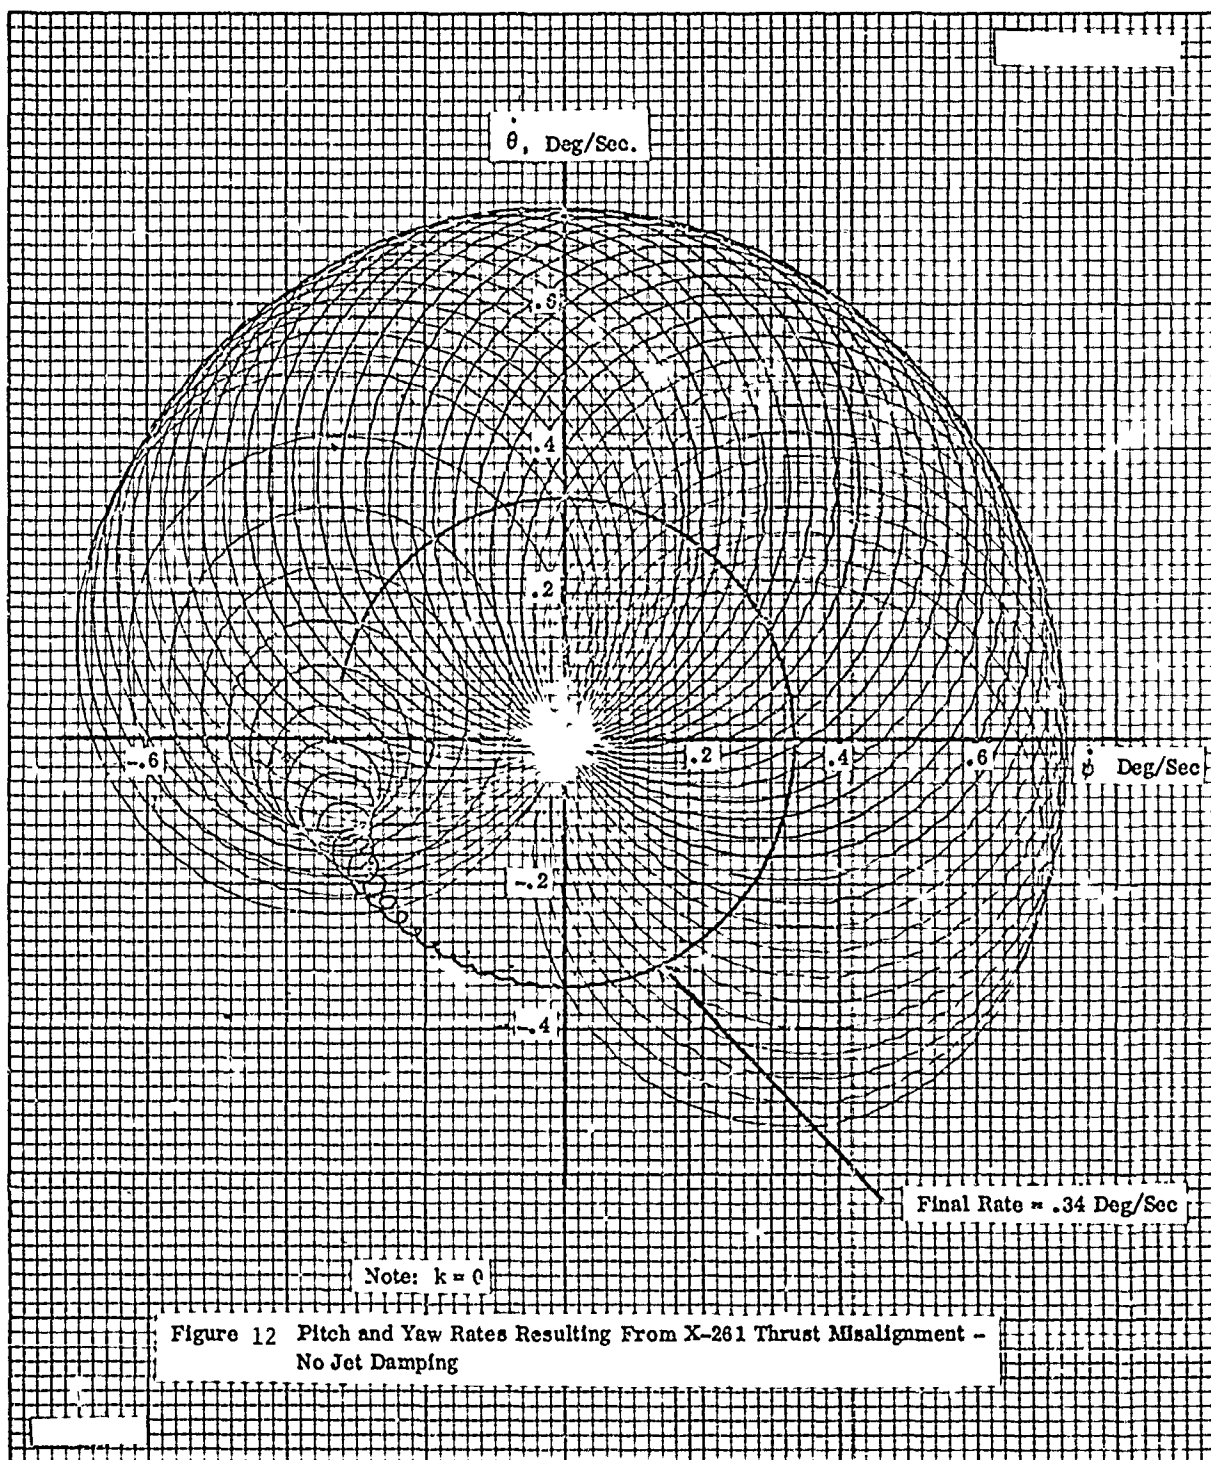 θ̇, Deg/Sec.
.6
.4
.2
-.6
.2
.4
.6
Deg/Sec
-.2
-.4
Final Rate = .34 Deg/Sec
Note: k = 0
Figure 12 Pitch and Yaw Rates Resulting From X-261 Thrust Misalignment -
No Jet Damping